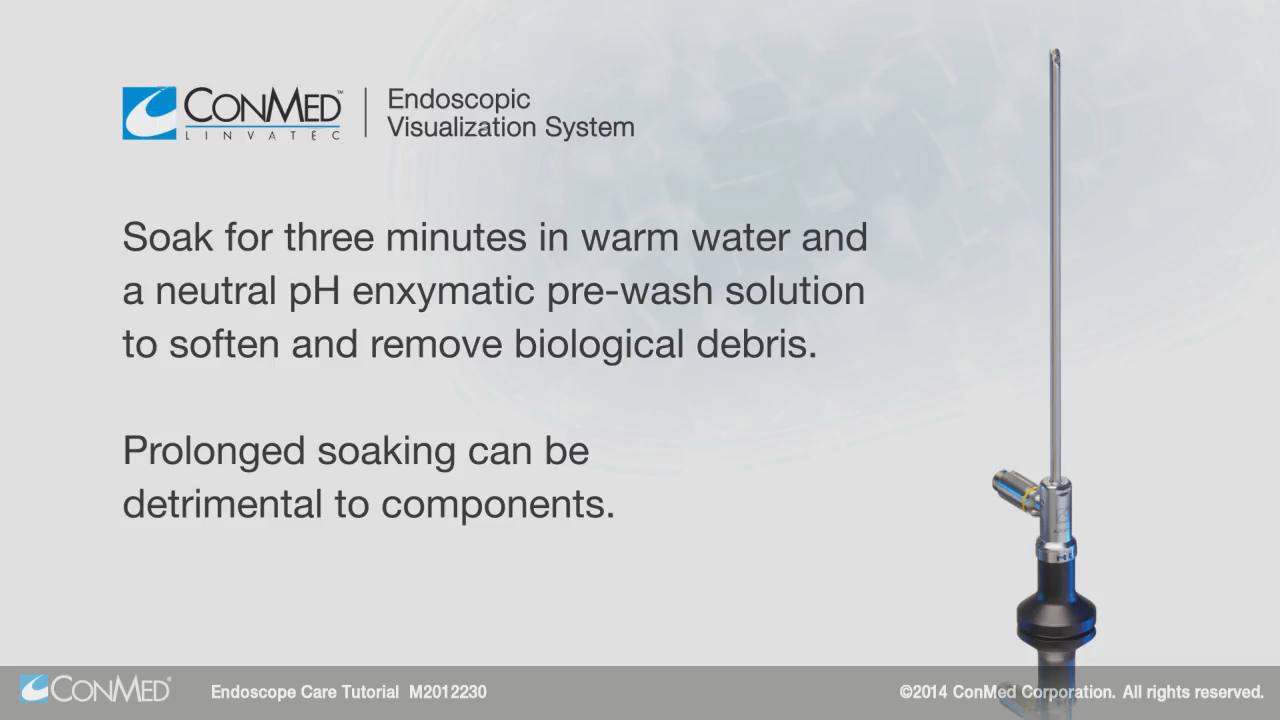 CONMED™
LINVATEC
Endoscopic
Visualization System
Soak for three minutes in warm water and
a neutral pH enxymatic pre-wash solution
to soften and remove biological debris.
Prolonged soaking can be
detrimental to components.
CONMED®
Endoscope Care Tutorial M2012230
©2014 ConMed Corporation. All rights reserved.